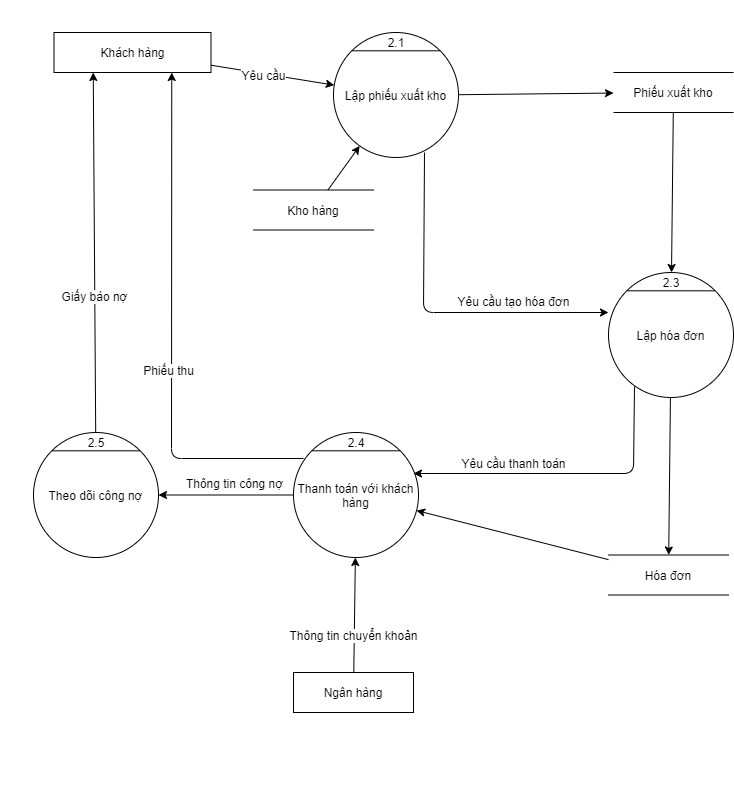 2.1
Khách hàng
Yêu cầu
Lập phiếu xuất kho
Phiếu xuất kho
Kho hàng
2.3
Giấy báo nợ
Yêu cầu tạo hóa đơn
Lập hóa đơn
Phiếu thu
2.5
2.4
Yêu cầu thanh toán
Thông tin công nợ
Theo dõi công nợ
Thanh toán với khách
hàng
Hóa đơn
Thông tin chuyển khoản
Ngân hàng